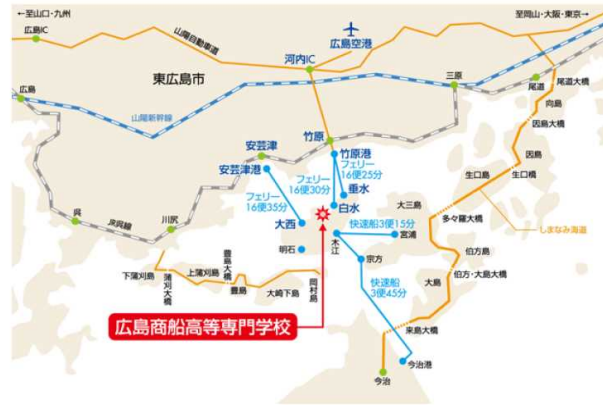 ←至山口・九州
至岡山・大阪・東京→
広島IC
山陽自動車道
河内IC
広島空港
尾道大橋
広島
東広島市
三原
尾道
向島
山陽新幹線
因島大橋
竹原
安芸津
竹原港
因島
安芸津港
フェリー
16便30分
フェリー
16便25分
生口島
生口橋
フェリー
16便35分
垂水
白水
大三島
多々羅大橋
しまなみ海道
呉
JR呉線
川尻
大西
快速船3便15分
宮浦
木江
明石
宗方
伯方島
伯方・大島大橋
下蒲刈島
蒲刈大橋
上蒲刈島
豊島大橋
豊島
大崎下島
岡村島
快速船
3便45分
大島
来島大橋
広島商船高等専門学校
今治港
今治